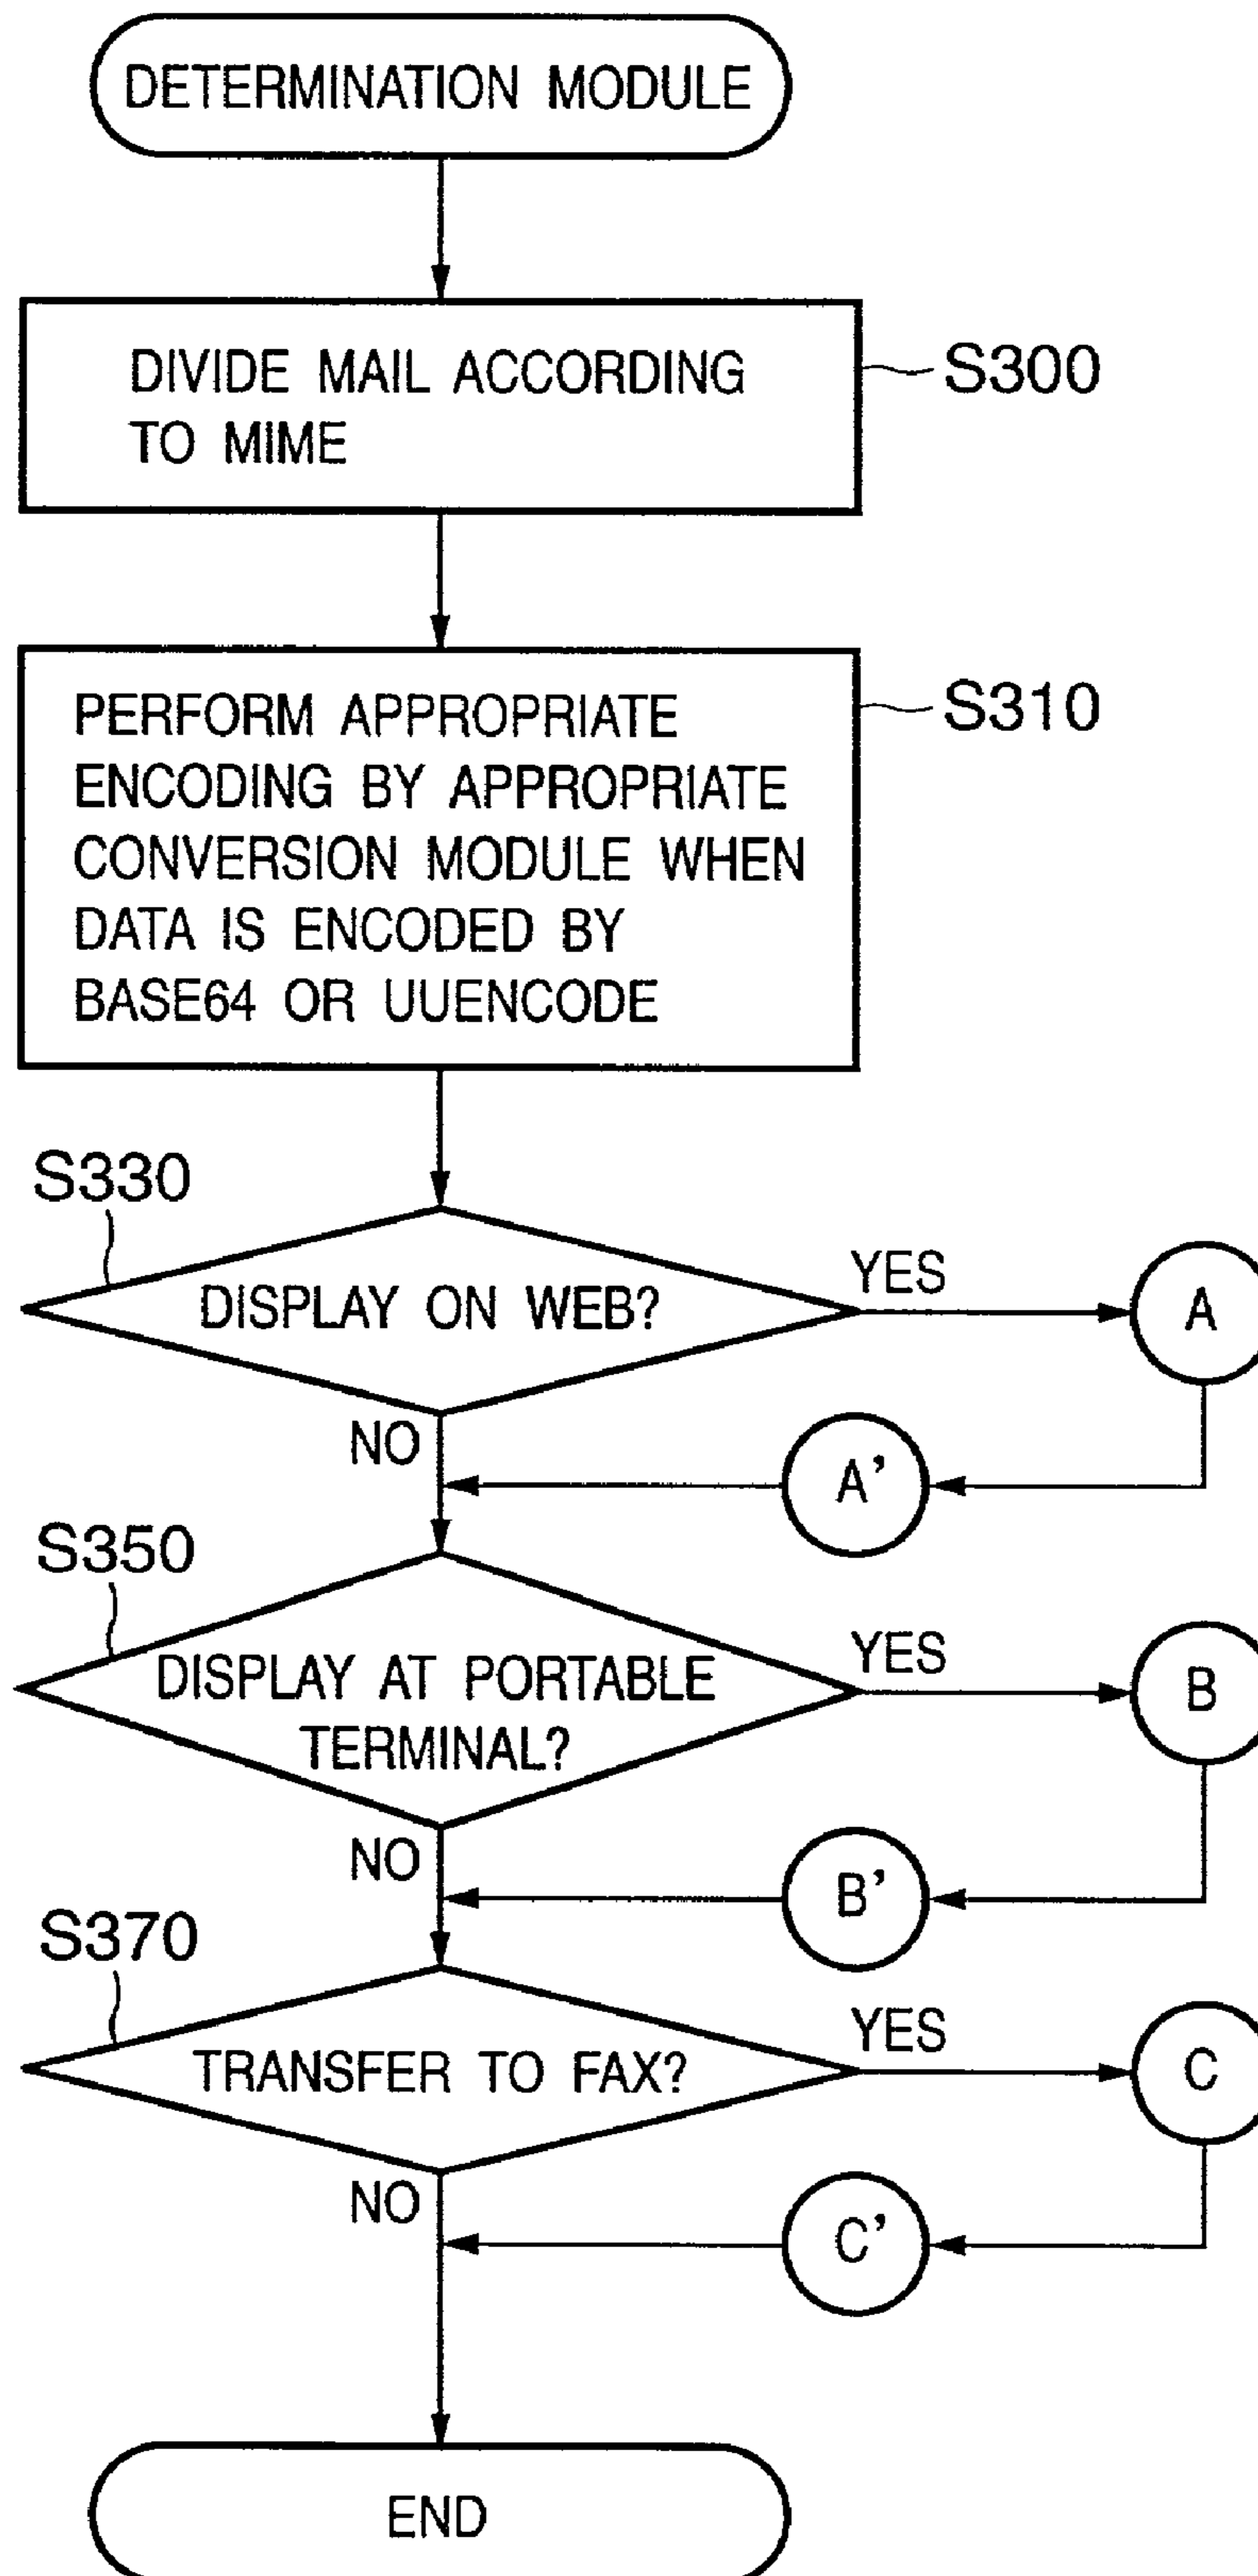 DETERMINATION MODULE
DIVIDE MAIL ACCORDING
TO MIME
S300
PERFORM APPROPRIATE
ENCODING BY APPROPRIATE
CONVERSION MODULE WHEN
DATA IS ENCODED BY
BASE64 OR UUENCODE
S310
S330
DISPLAY ON WEB?
YES
A
NO
A'
S350
DISPLAY AT PORTABLE
TERMINAL?
YES
B
NO
B'
S370
TRANSFER TO FAX?
YES
C
NO
C'
END